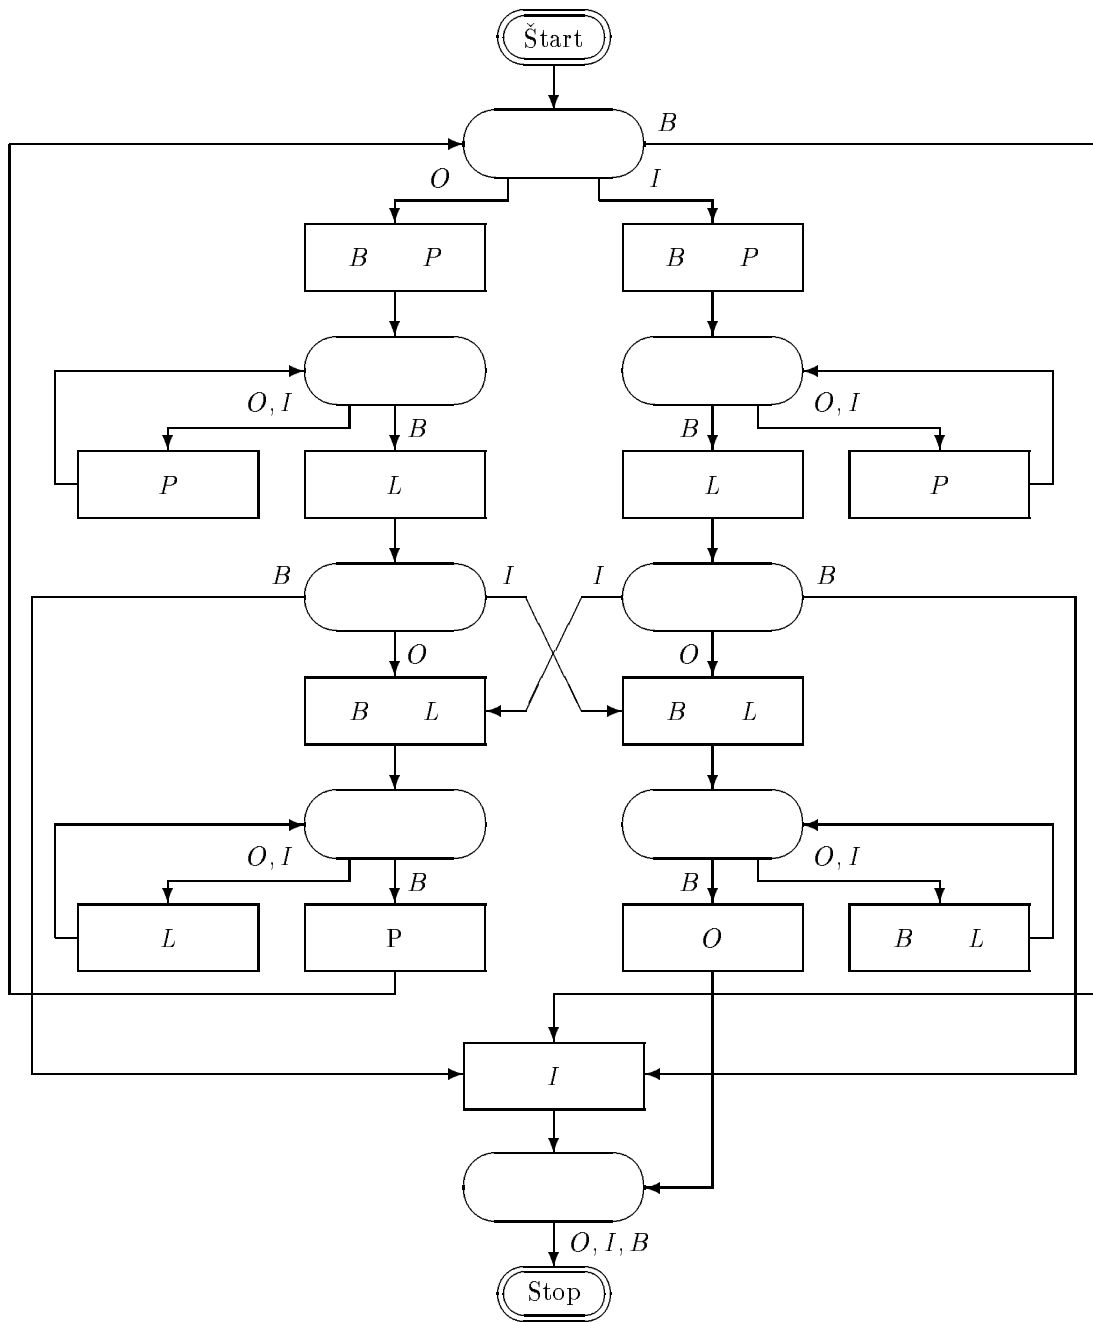 Štart
B
O I
B P B P
O, I O, I
B B
P L L P
B I I B
O O
B L B L
O, I O, I
B B
L P O B L
I
O, I, B
Stop